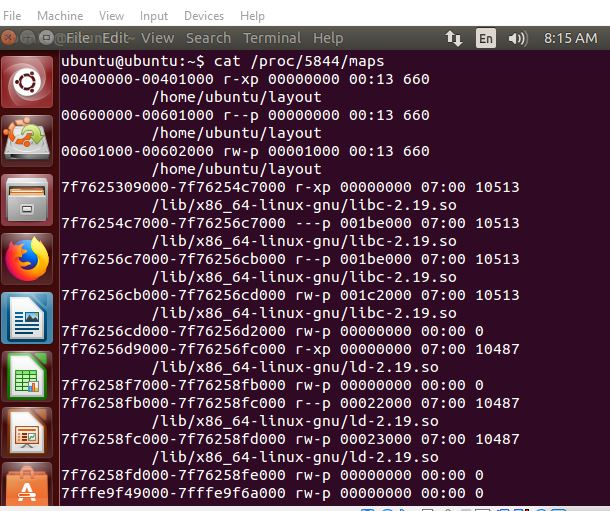 File Machine View Input Devices Help
File Edit View Search Terminal Help En 8:15 AM
ubuntu@ubuntu:~$ cat /proc/5844/maps
00400000-00401000 r-xp 00000000 00:13 660
/home/ubuntu/layout
00600000-00601000 r--p 00000000 00:13 660
/home/ubuntu/layout
00601000-00602000 rw-p 00001000 00:13 660
/home/ubuntu/layout
7f7625309000-7f76254c7000 r-xp 00000000 07:00 10513
/lib/x86_64-linux-gnu/libc-2.19.so
7f76254c7000-7f76256c7000 ---p 001be000 07:00 10513
/lib/x86_64-linux-gnu/libc-2.19.so
7f76256c7000-7f76256cb000 r--p 001be000 07:00 10513
/lib/x86_64-linux-gnu/libc-2.19.so
7f76256cb000-7f76256cd000 rw-p 001c2000 07:00 10513
/lib/x86_64-linux-gnu/libc-2.19.so
7f76256cd000-7f76256d2000 rw-p 00000000 00:00 0
7f76256d9000-7f76256fc000 r-xp 00000000 07:00 10487
/lib/x86_64-linux-gnu/ld-2.19.so
7f76258f7000-7f76258fb000 rw-p 00000000 00:00 0
7f76258fb000-7f76258fc000 r--p 00022000 07:00 10487
/lib/x86_64-linux-gnu/ld-2.19.so
7f76258fc000-7f76258fd000 rw-p 00023000 07:00 10487
/lib/x86_64-linux-gnu/ld-2.19.so
7f76258fd000-7f76258fe000 rw-p 00000000 00:00 0
7fffe9f49000-7fffe9f6a000 rw-p 00000000 00:00 0